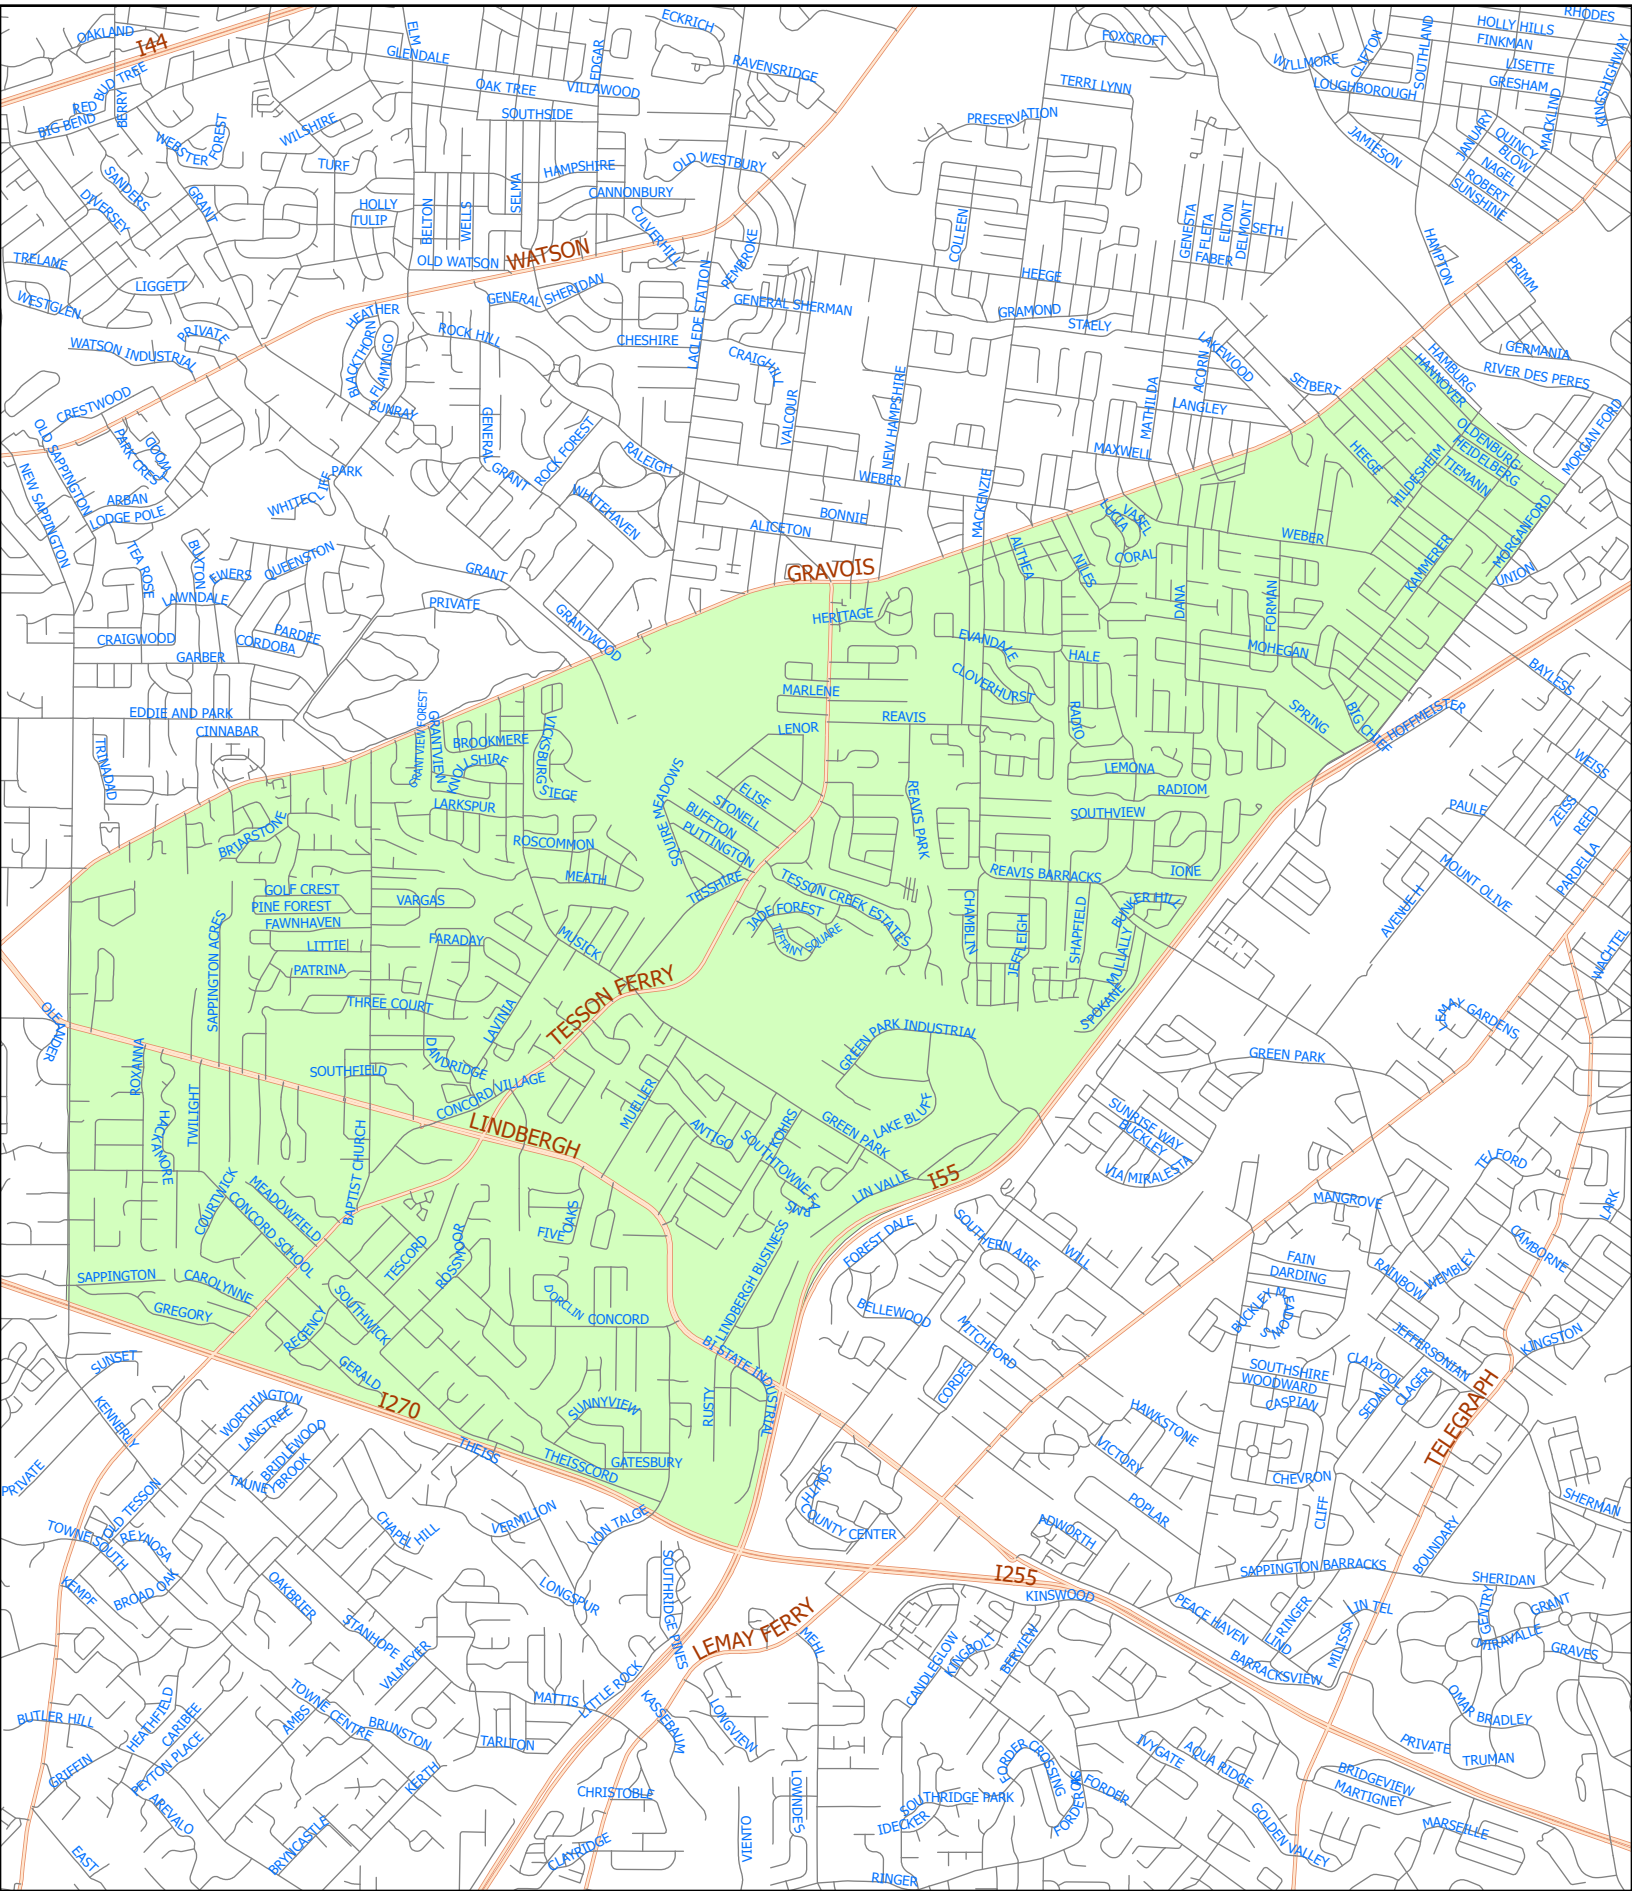 OAKLAND
I44
ELM
GLENDALE
EDGAR
ECKRICH
RAVENSRIDGE
FOXCROFT
RHODES
HOLLY HILLS
FINKMAN
LISETTE
GRESHAM
WILLMORE
CLIFTON
SOUTHLAND
KINGSHIGHWAY
LOUGHBOROUGH
MACKLIND
RED
BUD TREE
BERRY
BIG BEND
OAK TREE
VILLAWOOD
SOUTHSIDE
TERRI LYNN
PRESERVATION
JAMIESON
JANUARY
QUINCY
BLOW
NAGEL
ROBERT
SUNSHINE
WEBSTER
FOREST
WILSHIRE
TURF
HAMPSHIRE
OLD WESTBURY
CANNONBURY
SANDERS
DIVERSEY
GRANT
HOLLY
TULIP
BELTON
WELLS
SELMA
CULVERHILL
COLLEEN
GENESTA
FLETA
ELTON
DELMONT
SETH
FABER
OLD WATSON
WATSON
PEMBROKE
LACLEDE STATION
HAMPTON
PRIMM
TRELANE
LIGGETT
WESTGLEN
GENERAL SHERIDAN
GENERAL SHERMAN
HEEGE
GRAMOND
STAELY
HEATHER
ROCK HILL
CHESHIRE
CRAIGHILL
PRIVATE
WATSON INDUSTRIAL
BLACKTHORN
FLAMINGO
LAKEWOOD
ACORN
SEIBERT
GERMANIA
RIVER DES PERES
HAMBURG
HANNOVER
CRESTWOOD
SUNRAY
GENERAL
GRANT
ROCK FOREST
RALEIGH
VALCOUR
NEW HAMPSHIRE
MATHILDA
LANGLEY
MAXWELL
MORGAN FORD
OLD SAPPINGTON
NEW SAPPINGTON
PARK CREST
WOOD
ARBAN
LODGE POLE
WHITECLIFF
PARK
WHITEHAVEN
WEBER
BONNIE
ALICETON
MACKENZIE
HEEGE
HILDESHEIM
OLDENBURG
HEIDELBERG
TIEMANN
MORGANFORD
LUCIA
VASEL
CORAL
WEBER
KAMMERER
UNION
TEA ROSE
BUXTON
EWERS
QUEENSTON
LAWNDALE
GRANT
PRIVATE
GRANTWOOD
GRAVOIS
HERITAGE
ALTHEA
NILES
DANA
FORMAN
MOHEGAN
CRAIGWOOD
PARDEE
CORDOBA
GARBER
EVANDALE
CLOVERHURST
HALE
RADIO
BAYLESS
EDDIE AND PARK
CINNABAR
TRINADAD
GRANTVIEW FOREST
GRANTVIEW
BROOKMERE
KNOLLSHIRE
VICKSBURG
SIEGE
LARKSPUR
MARLENE
LENOR
REAVIS
SPRING
BIG CHIEF
HOFFMEISTER
LEMONA
RADIOM
SOUTHVIEW
WEISS
ZEISS
REED
PAULE
SQUIRE MEADOWS
ELISE
STONELL
BUFFTON
PUTTINGTON
REAVIS PARK
BRIARSTONE
ROSCOMMON
MEATH
TESSHIRE
TESSON CREEK ESTATES
JADE FOREST
TIFFANY SQUARE
REAVIS BARRACKS
IONE
CHAMBLIN
JEFFLEIGH
SHAPFIELD
BUNKER HILL
MULLALLY
SPOKANE
MOUNT OLIVE
AVENUE H
PARDELLA
WACHTEL
GOLF CREST
PINE FOREST
FAWNHAVEN
VARGAS
SAPPINGTON ACRES
PATRINA
FARADAY
MUSICK
THREE COURT
LAVINIA
TESSON FERRY
OLEANDER
ROXANNA
SOUTHFIELD
DANDRIDGE
CONCORD VILLAGE
GREEN PARK INDUSTRIAL
LEMAY GARDENS
GREEN PARK
TWILIGHT
HACKAMORE
LINDBERGH
BAPTIST CHURCH
MUELLER
ANTIGO
KOHRS
GREEN PARK
LAKE BLUFF
SOUTHTOWNE FARMS
LIN VALLE
I55
SUNRISE WAY
BUCKLEY
VIA MIRALESTA
TELFORD
MANGROVE
LARK
COURTWICK
MEADOWFIELD
CONCORD SCHOOL
TESCORD
ROSSMOOR
FIVE
OAKS
LINDBERGH BUSINESS
FOREST DALE
SOUTHERN AIRE
WILL
FAIN
DARDING
RAINBOW
WEMBLEY
CAMBORNE
SAPPINGTON
CAROLYNNE
GREGORY
REGENCY
SOUTHWICK
DORCLIN
CONCORD
BI STATE INDUSTRIAL
BELLEWOOD
MITCHFORD
BUCKLEY MEADOWS
JEFFERSONIAN
KINGSTON
SUNSET
GERALD
I270
SUNNYVIEW
RUSTY
CORDES
SOUTHSHIRE
WOODWARD
CASPIAN
CLAYPOOL
SEDAN
CLAGER
TELEGRAPH
KENNERLY
WORTHINGTON
LANGTREE
BRIDLEWOOD
TAUNEYBROOK
THEISS
THEISSCORD
GATESBURY
HAWKSTONE
VICTORY
CHEVRON
CLIFF
PRIVATE
OLD TESSON
CHAPEL HILL
VERMILION
VON TALGE
SOUTH
COUNTY CENTER
POPLAR
ADWORTH
SHERMAN
BOUNDARY
TOWNE SOUTH
REYNOSA
KEMPE
BROAD OAK
OAKBRIER
LONGSPUR
SOUTHRIDGE PINES
I255
KINSWOOD
SAPPINGTON BARRACKS
SHERIDAN
STANHOPE
VALMEYER
LEMAY FERRY
MEHL
PEACE HAVEN
RINGER
LIND
LIN TEL
MILISSA
BARRACKSVIEW
GENTRY
GRANT
MIRAVALLE
GRAVES
CANDLEGLOW
KINGBOLT
BERVIEW
BUTLER HILL
HEATHFIELD
CARIBEE
PEYTON PLACE
GRIFFIN
AMBS
TOWNE CENTRE
BRUNSTON
KERTH
MATTIS
LITTLE ROCK
TARLTON
KASSEBAUM
LONGVIEW
OMAR BRADLEY
PRIVATE
TRUMAN
AREVALO
BRYNCASTLE
EAST
CHRISTOBLE
CLAYRIDGE
VIENTO
LOWNDES
FORDER CROSSING
FORDER OKS
FORDER
SOUTHRIDGE PARK
IDECKER
RINGER
IVYGATE
AQUA RIDGE
GOLDEN VALLEY
BRIDGEVIEW
MARTIGNEY
MARSEILLE